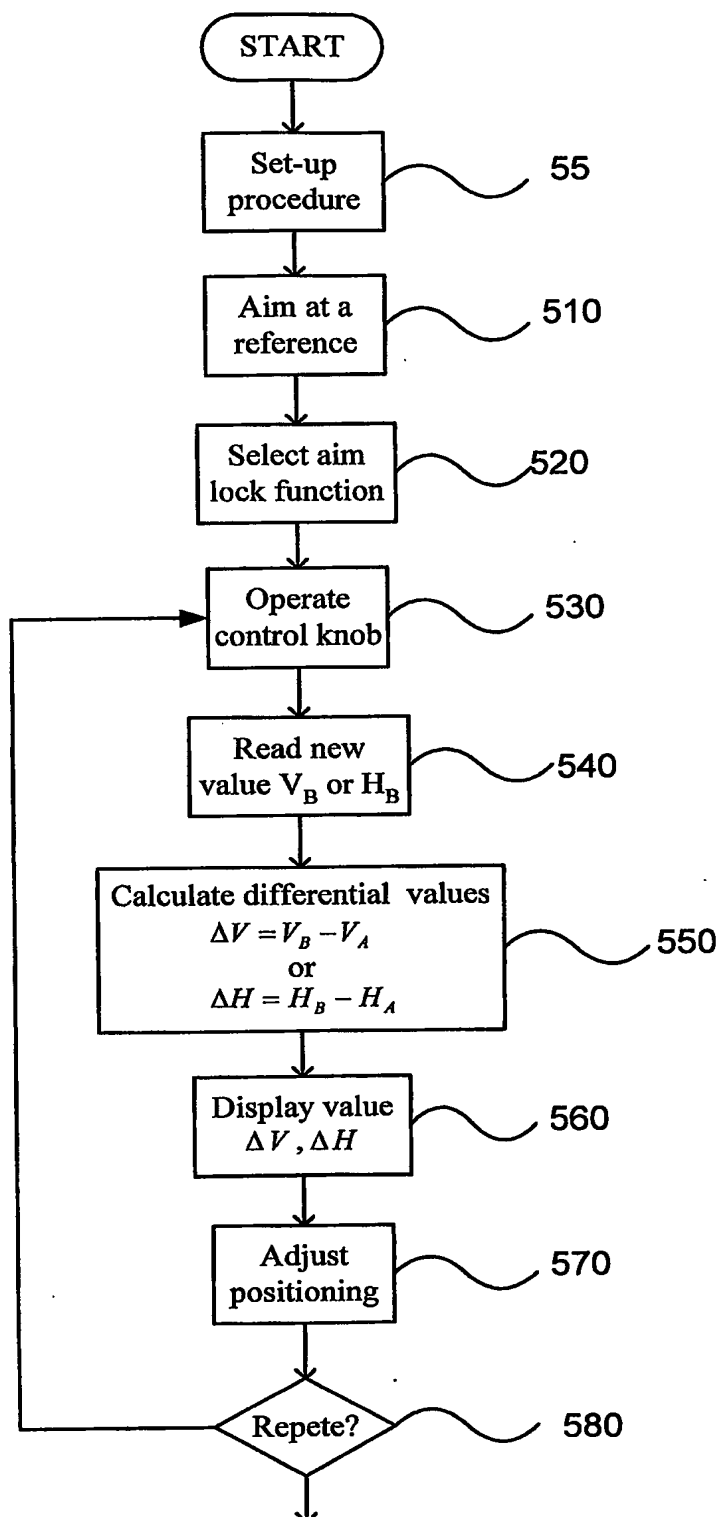 START
Set-up
procedure
55
Aim at a
reference
510
Select aim
lock function
520
Operate
control knob
530
Read new
value V_B or H_B
540
Calculate differential values
ΔV = V_B − V_A
or
ΔH = H_B − H_A
550
Display value
ΔV , ΔH
560
Adjust
positioning
570
Repete?
580